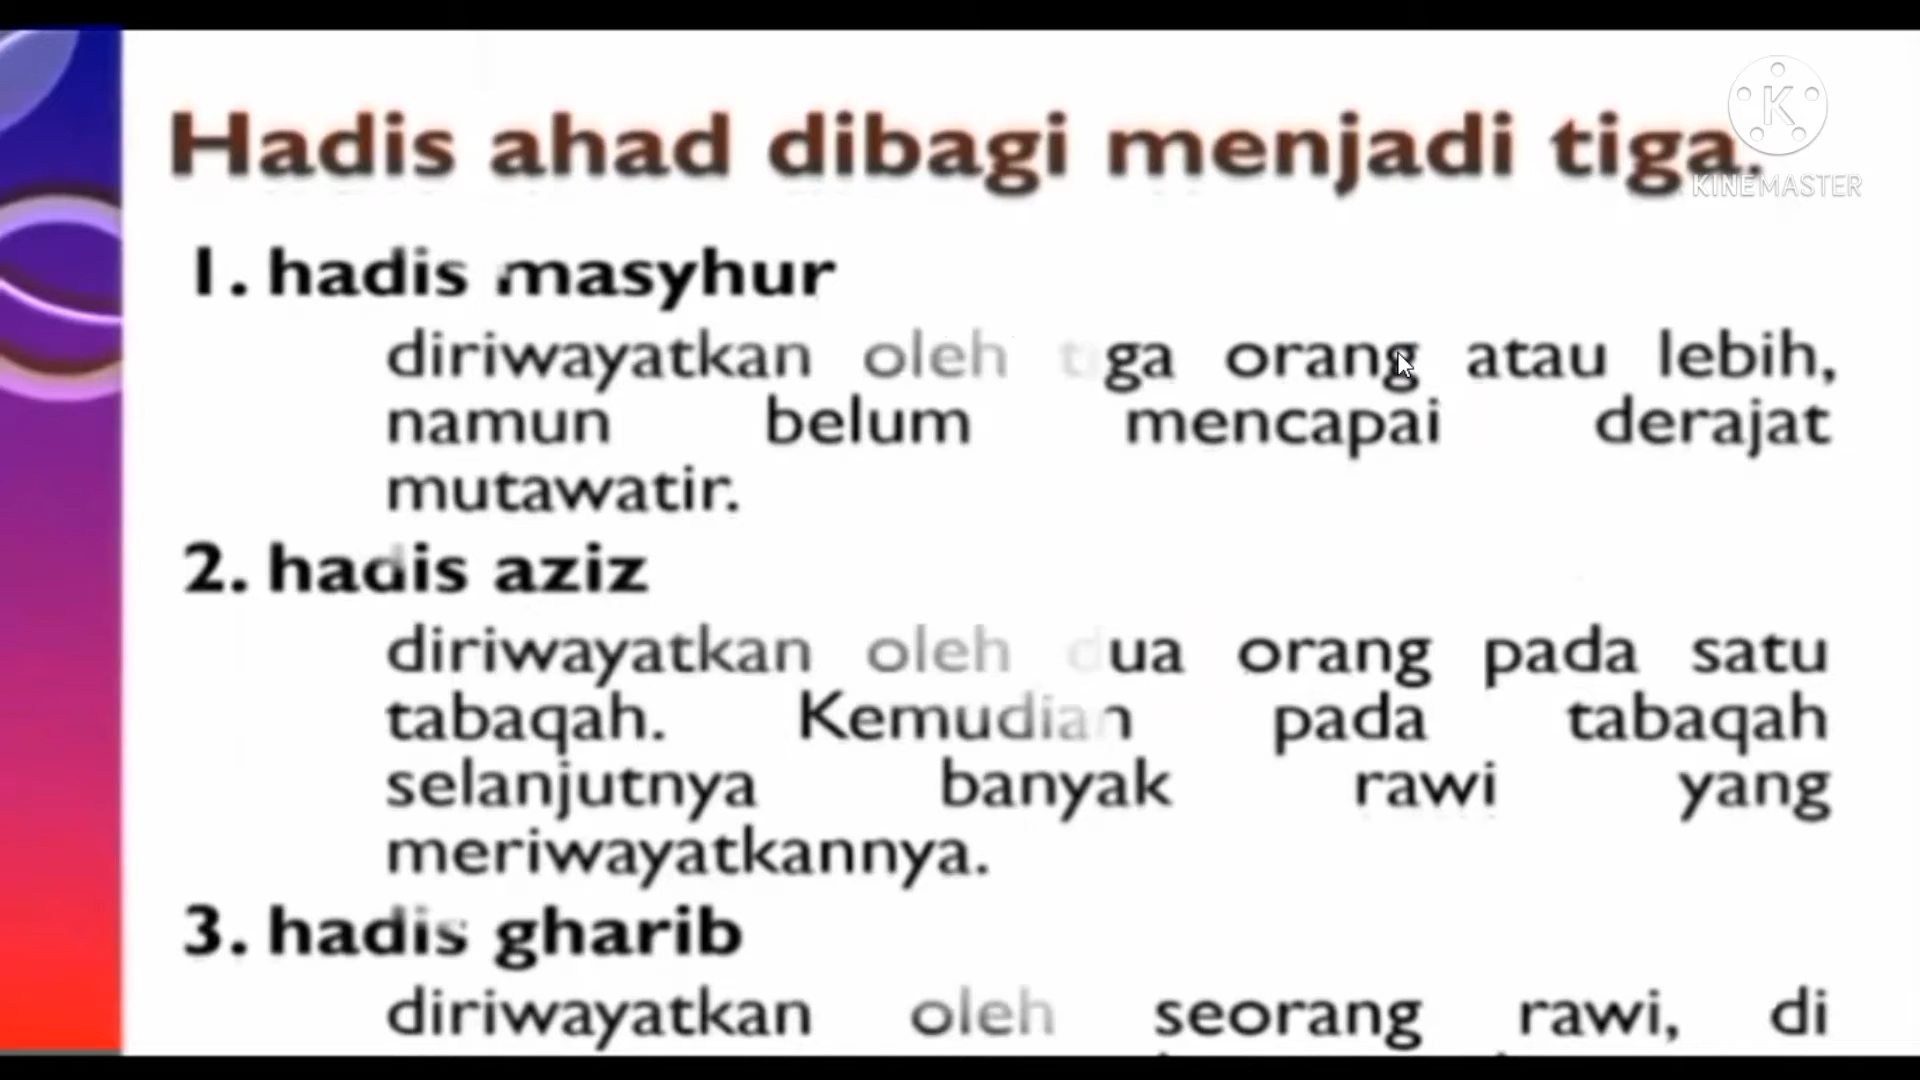 Hadis ahad dibagi menjadi tiga.
K
KINEMASTER
1. hadis masyhur
diriwayatkan oleh tiga orang atau lebih,
namun belum mencapai derajat
mutawatir.
2. hadis aziz
diriwayatkan oleh dua orang pada satu
tabaqah. Kemudian pada tabaqah
selanjutnya banyak rawi yang
meriwayatkannya.
3. hadis gharib
diriwayatkan oleh seorang rawi, di